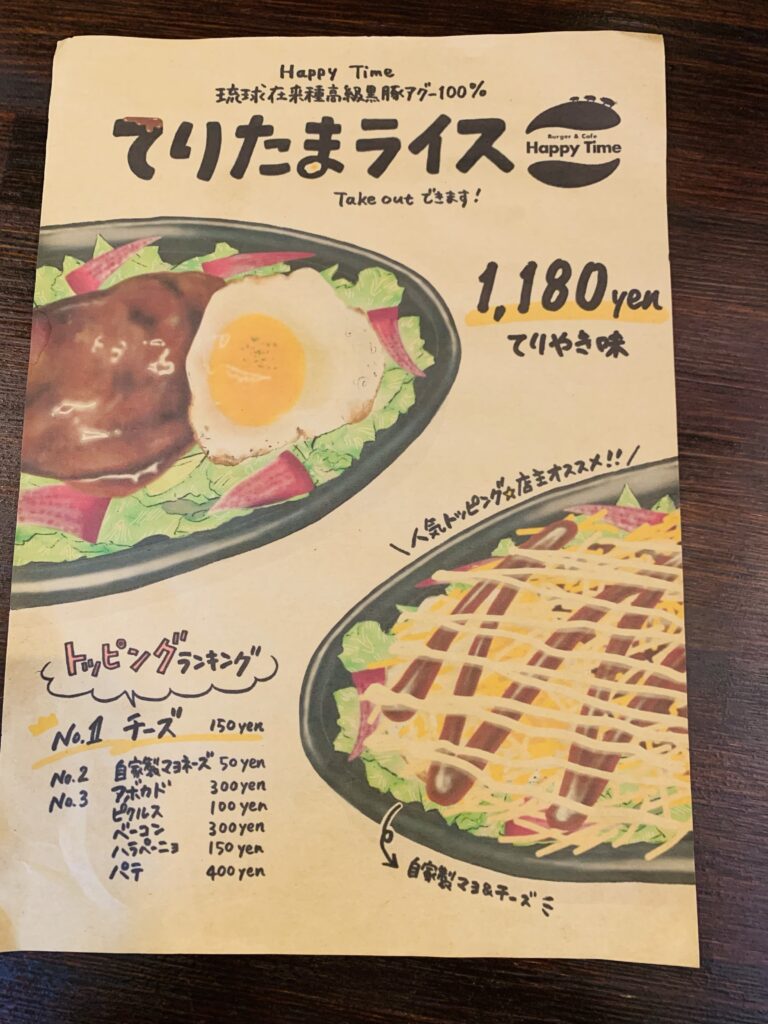 Happy Time
琉球在来種高級黒豚アグー100%
てりたまライス
Burger & Cafe
Happy Time
Take out できます!
1,180 yen
てりやき味
\人気トッピング☆店主オススメ!!/
トッピングランキング
No.1 チーズ 150yen
No.2 自家製マヨネーズ 50yen
No.3 アボカド 300yen
ピクルス 100yen
ベーコン 300yen
ハラペーニョ 150yen
パテ 400yen
自家製マヨ&チーズ